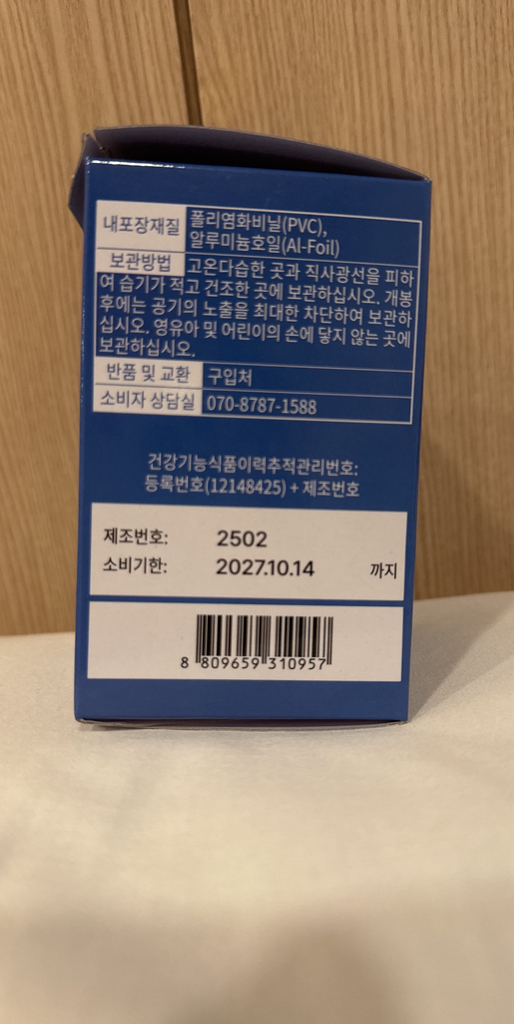 내포장재질 폴리염화비닐(PVC),
알루미늄호일(Al-Foil)
보관방법 고온다습한 곳과 직사광선을 피하
여 습기가 적고 건조한 곳에 보관하십시오. 개봉
후에는 공기의 노출을 최대한 차단하여 보관하
십시오. 영유아 및 어린이의 손에 닿지 않는 곳에
보관하십시오.
반품 및 교환 구입처
소비자 상담실 070-8787-1588
건강기능식품이력추적관리번호:
등록번호(12148425) + 제조번호
제조번호: 2502
소비기한: 2027.10.14 까지
8 809659 310957